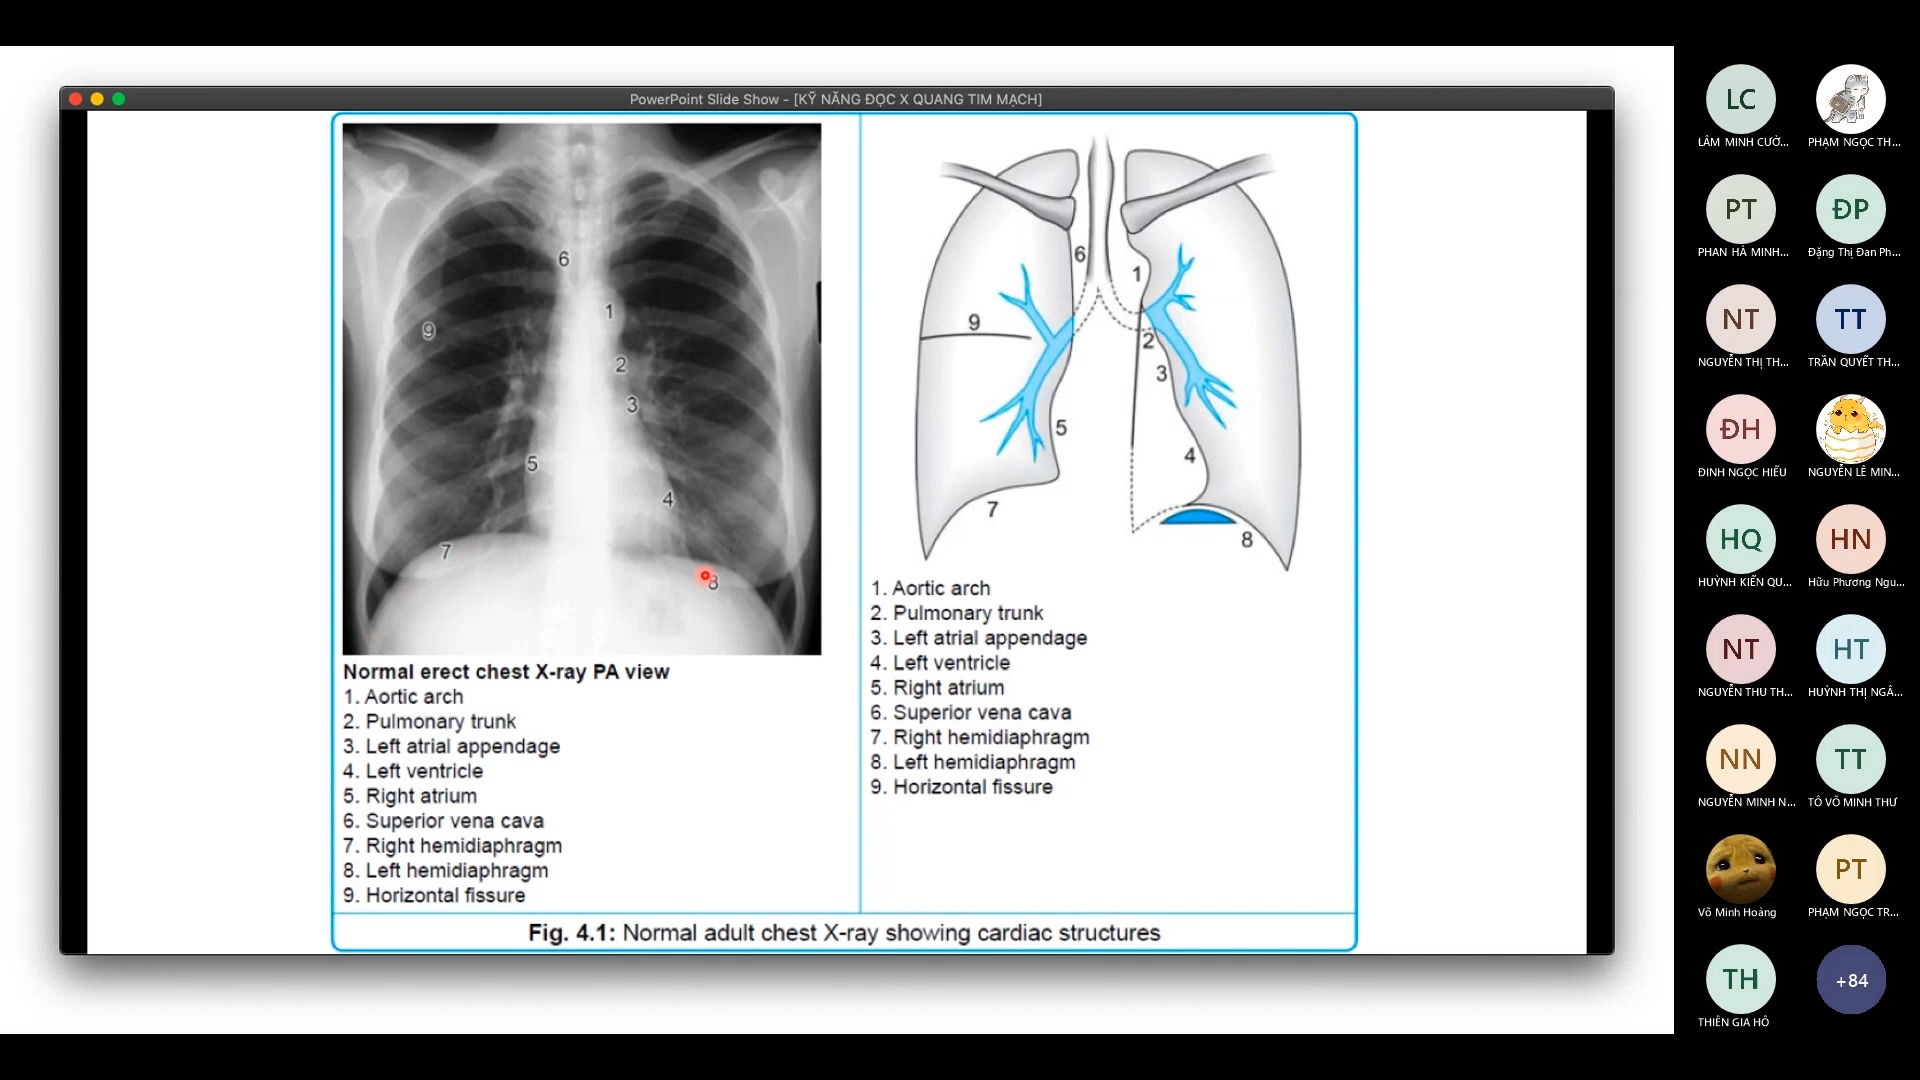 PowerPoint Slide Show - [KỸ NĂNG ĐỌC X QUANG TIM MẠCH]
6
1
9
2
3
5
4
7
8
Normal erect chest X-ray PA view
1. Aortic arch
2. Pulmonary trunk
3. Left atrial appendage
4. Left ventricle
5. Right atrium
6. Superior vena cava
7. Right hemidiaphragm
8. Left hemidiaphragm
9. Horizontal fissure
6
1
9
2
3
5
4
7
8
1. Aortic arch
2. Pulmonary trunk
3. Left atrial appendage
4. Left ventricle
5. Right atrium
6. Superior vena cava
7. Right hemidiaphragm
8. Left hemidiaphragm
9. Horizontal fissure
Fig. 4.1: Normal adult chest X-ray showing cardiac structures
LC
LÂM MINH CƯỜ...
PHẠM NGỌC TH...
PT
PHAN HÀ MINH...
ĐP
Đặng Thị Đan Ph...
NT
NGUYỄN THỊ TH...
TT
TRẦN QUYẾT TH...
ĐH
ĐINH NGỌC HIẾU
NGUYỄN LÊ MIN...
HQ
HUỲNH KIẾN QU...
HN
Hữu Phương Ngu...
NT
NGUYỄN THU TH...
HT
HUỲNH THỊ NGÂ...
NN
NGUYỄN MINH N...
TT
TÔ VÕ MINH THƯ
Võ Minh Hoàng
PT
PHẠM NGỌC TR...
TH
THIÊN GIA HÔ
+84